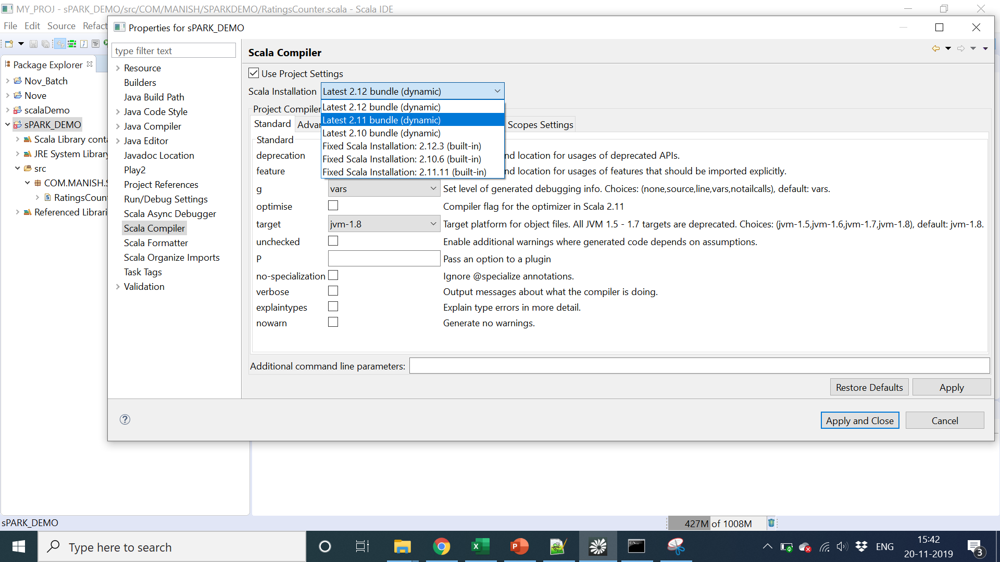 MY_PROJ - sPARK_DEMO/src/COM/MANISH/SPARKDEMO/RatingsCounter.scala - Scala IDE
File Edit Source Refact
Properties for sPARK_DEMO
Package Explorer
Nov_Batch
Nove
scalaDemo
sPARK_DEMO
Scala Library cont
JRE System Library
src
COM.MANISH.S
RatingsCoun
Referenced Librari
type filter text
Resource
Builders
Java Build Path
Java Code Style
Java Compiler
Java Editor
Javadoc Location
Play2
Project References
Run/Debug Settings
Scala Async Debugger
Scala Compiler
Scala Formatter
Scala Organize Imports
Task Tags
Validation
Scala Compiler
Use Project Settings
Scala Installation Latest 2.12 bundle (dynamic)
Latest 2.12 bundle (dynamic)
Latest 2.11 bundle (dynamic)
Latest 2.10 bundle (dynamic)
Fixed Scala Installation: 2.12.3 (built-in)
Fixed Scala Installation: 2.10.6 (built-in)
Fixed Scala Installation: 2.11.11 (built-in)
Project Compiler
Standard Advan Scopes Settings
Standard
deprecation nd location for usages of deprecated APIs.
feature nd location for usages of features that should be imported explicitly.
g vars Set level of generated debugging info. Choices: (none,source,line,vars,notailcalls), default: vars.
optimise Compiler flag for the optimizer in Scala 2.11
target jvm-1.8 Target platform for object files. All JVM 1.5 - 1.7 targets are deprecated. Choices: (jvm-1.5,jvm-1.6,jvm-1.7,jvm-1.8), default: jvm-1.8.
unchecked Enable additional warnings where generated code depends on assumptions.
P Pass an option to a plugin
no-specialization Ignore @specialize annotations.
verbose Output messages about what the compiler is doing.
explaintypes Explain type errors in more detail.
nowarn Generate no warnings.
Additional command line parameters:
Restore Defaults Apply
Apply and Close Cancel
sPARK_DEMO
427M of 1008M
Type here to search
ENG
15:42
20-11-2019
3